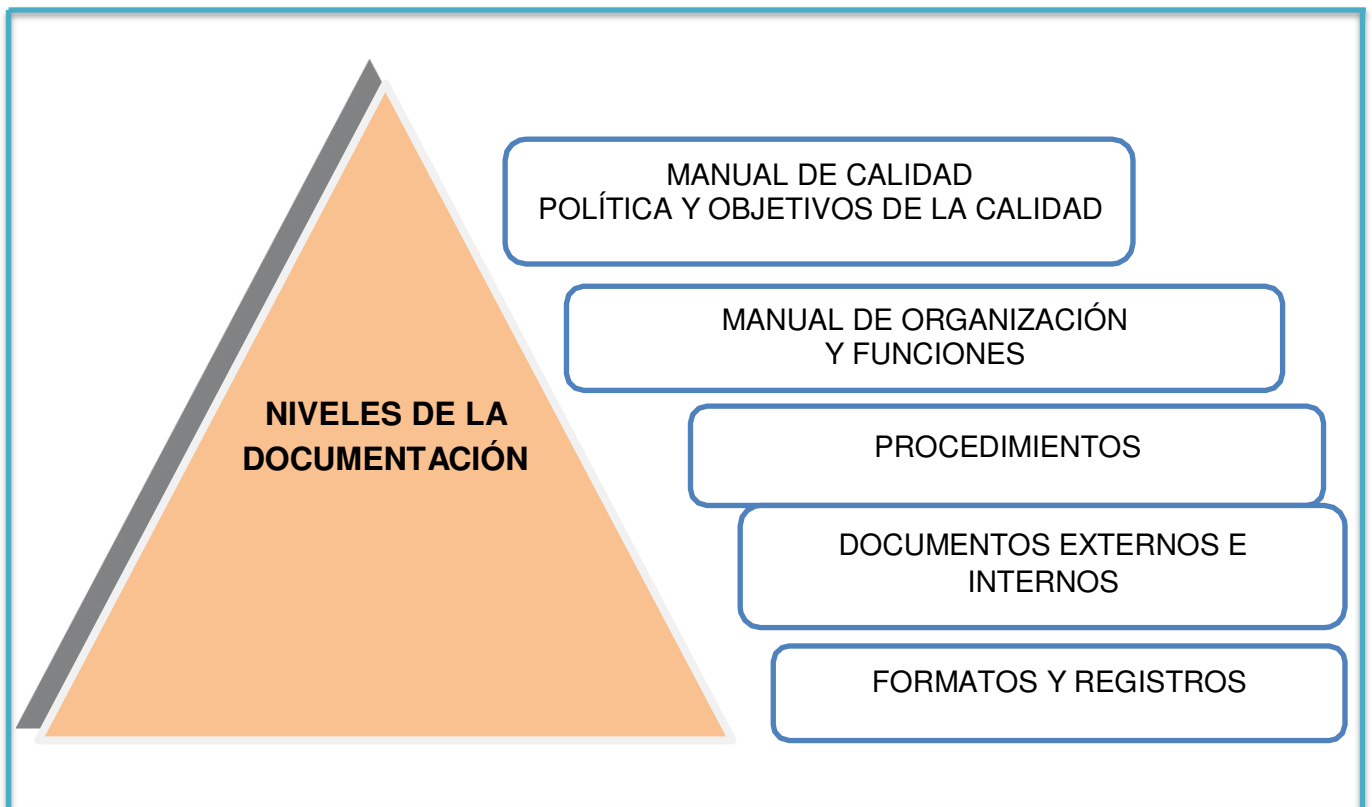 MANUAL DE CALIDAD
POLÍTICA Y OBJETIVOS DE LA CALIDAD
MANUAL DE ORGANIZACIÓN
Y FUNCIONES
NIVELES DE LA
DOCUMENTACIÓN
PROCEDIMIENTOS
DOCUMENTOS EXTERNOS E
INTERNOS
FORMATOS Y REGISTROS